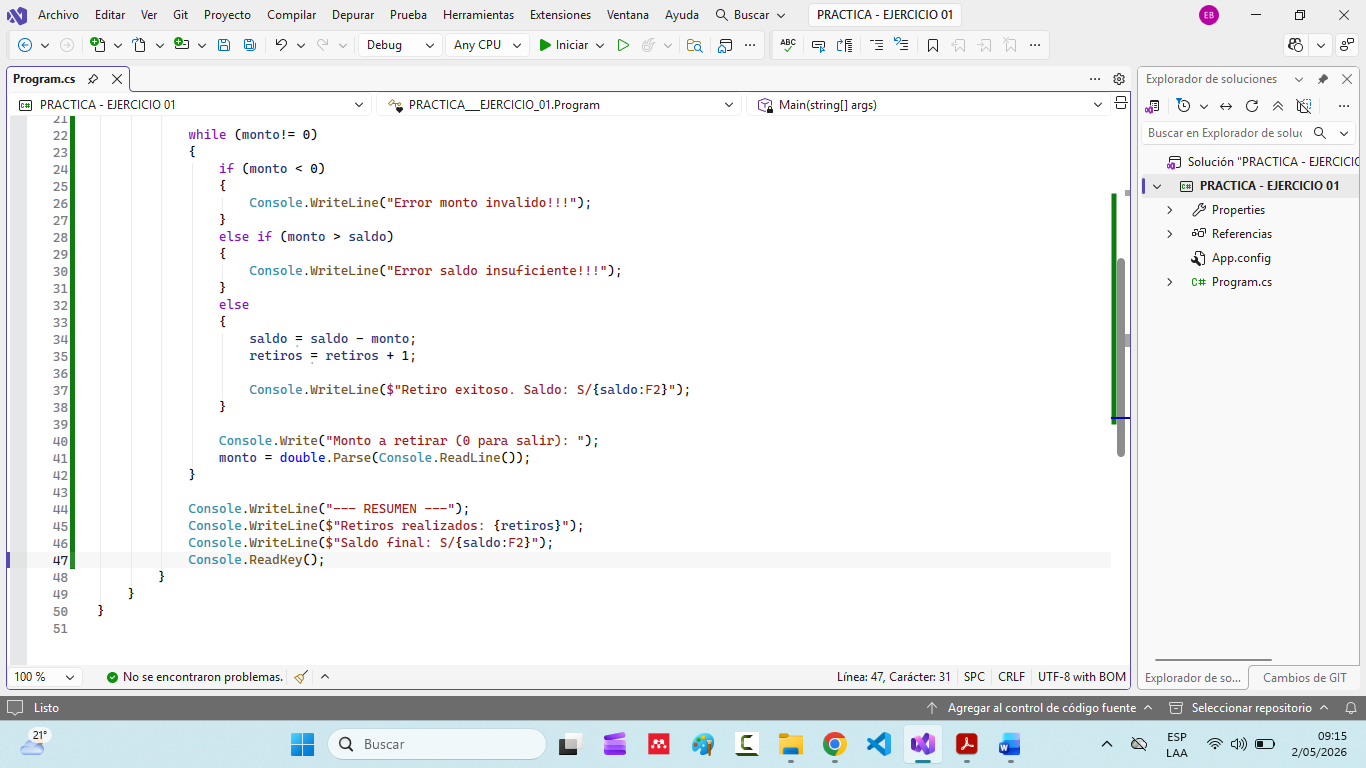 Archivo Editar Ver Git Proyecto Compilar Depurar Prueba Herramientas Extensiones Ventana Ayuda Buscar PRACTICA - EJERCICIO 01 EB
Debug Any CPU Iniciar
Program.cs
PRACTICA - EJERCICIO 01 PRACTICA___EJERCICIO_01.Program Main(string[] args)
21
22 while (monto!= 0)
23 {
24 if (monto < 0)
25 {
26 Console.WriteLine("Error monto invalido!!!");
27 }
28 else if (monto > saldo)
29 {
30 Console.WriteLine("Error saldo insuficiente!!!");
31 }
32 else
33 {
34 saldo = saldo - monto;
35 retiros = retiros + 1;
36
37 Console.WriteLine($"Retiro exitoso. Saldo: S/{saldo:F2}");
38 }
39
40 Console.Write("Monto a retirar (0 para salir): ");
41 monto = double.Parse(Console.ReadLine());
42 }
43
44 Console.WriteLine("--- RESUMEN ---");
45 Console.WriteLine($"Retiros realizados: {retiros}");
46 Console.WriteLine($"Saldo final: S/{saldo:F2}");
47 Console.ReadKey();
48 }
49 }
50 }
51
100 % No se encontraron problemas. Línea: 47, Carácter: 31 SPC CRLF UTF-8 with BOM
Explorador de soluciones
Buscar en Explorador de soluc
Solución "PRACTICA - EJERCICIO
PRACTICA - EJERCICIO 01
Properties
Referencias
App.config
C# Program.cs
Explorador de so... Cambios de GIT
Listo Agregar al control de código fuente Seleccionar repositorio
21° Buscar ESP 09:15
LAA 2/05/2026